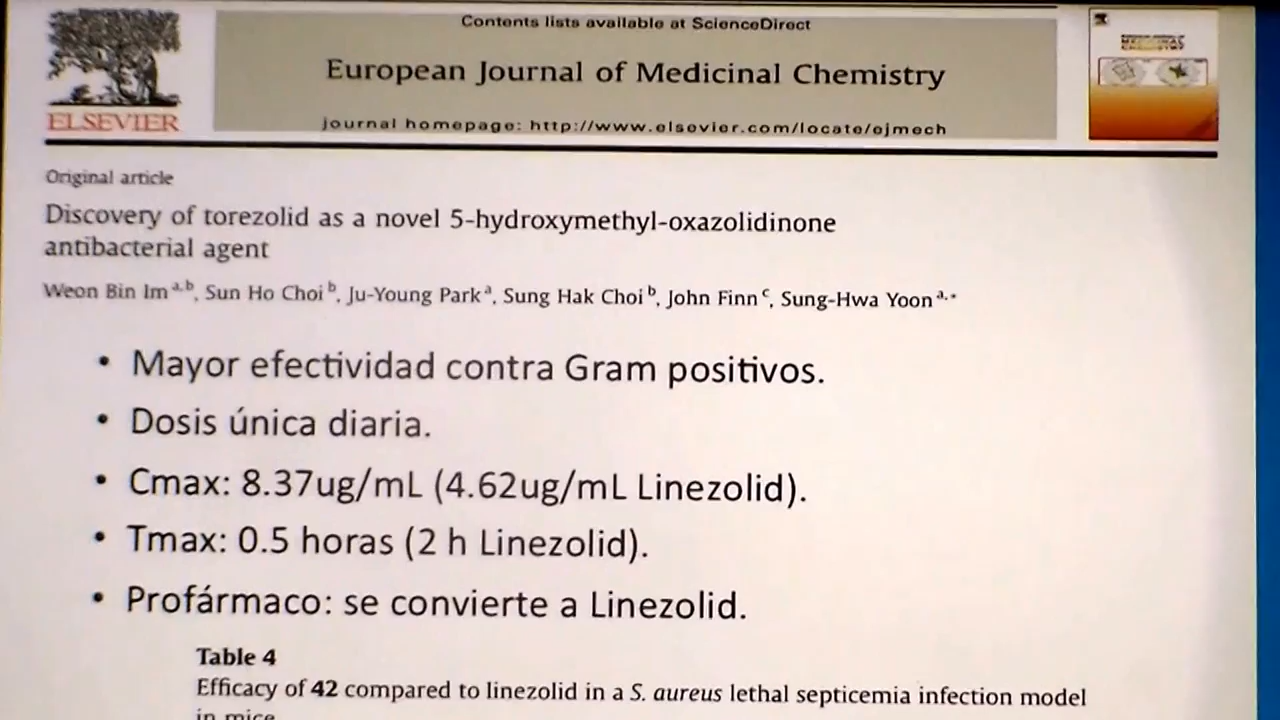 Contents lists available at ScienceDirect
European Journal of Medicinal Chemistry
journal homepage: http://www.elsevier.com/locate/ejmech
ELSEVIER
Original article
Discovery of torezolid as a novel 5-hydroxymethyl-oxazolidinone
antibacterial agent
Weon Bin Im a,b, Sun Ho Choi b, Ju-Young Park a, Sung Hak Choi b, John Finn c, Sung-Hwa Yoon a,*
• Mayor efectividad contra Gram positivos.
• Dosis única diaria.
• Cmax: 8.37ug/mL (4.62ug/mL Linezolid).
• Tmax: 0.5 horas (2 h Linezolid).
• Profármaco: se convierte a Linezolid.
Table 4
Efficacy of 42 compared to linezolid in a S. aureus lethal septicemia infection model
in mice